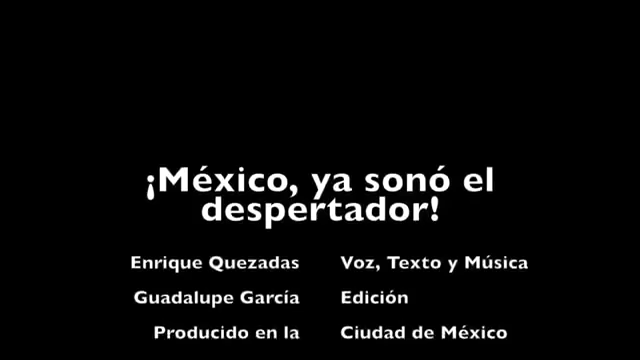 ¡México, ya sonó el
despertador!
Enrique Quezadas Voz, Texto y Música
Guadalupe García Edición
Producido en la Ciudad de México